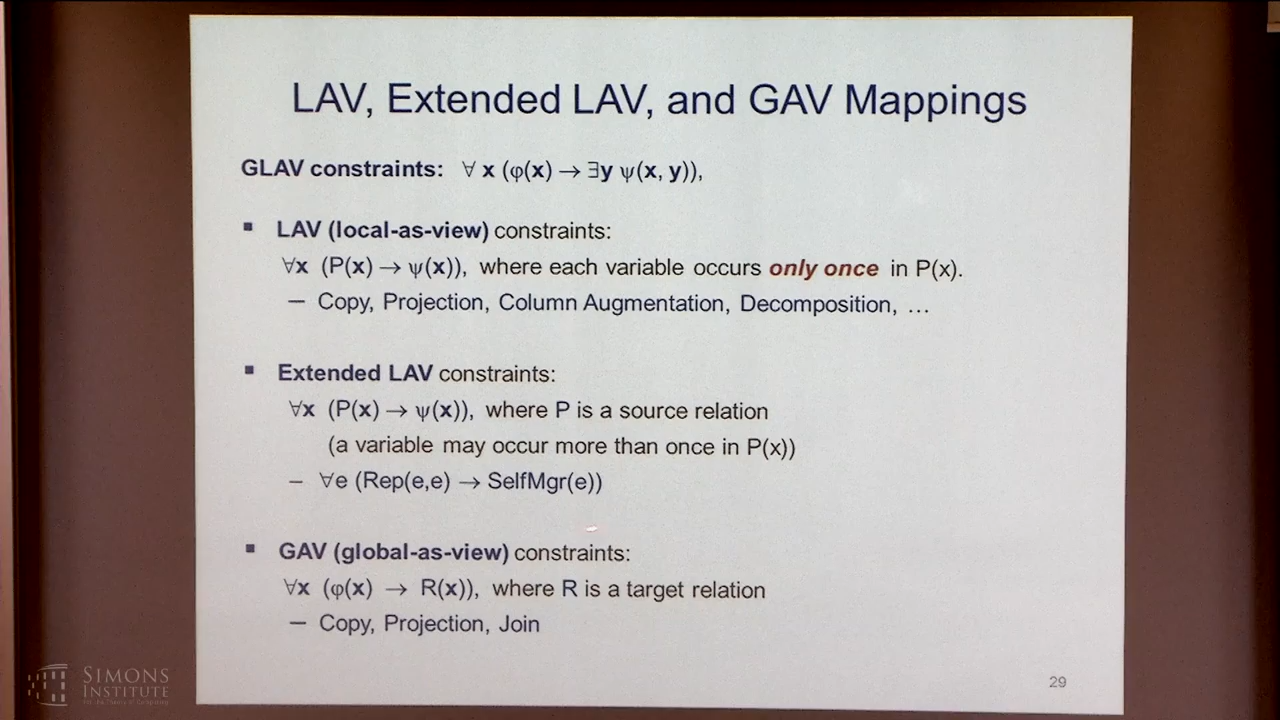 LAV, Extended LAV, and GAV Mappings
GLAV constraints: ∀ x (φ(x) → ∃y ψ(x, y)),
▪ LAV (local-as-view) constraints:
∀x (P(x) → ψ(x)), where each variable occurs only once in P(x).
– Copy, Projection, Column Augmentation, Decomposition, …
▪ Extended LAV constraints:
∀x (P(x) → ψ(x)), where P is a source relation
(a variable may occur more than once in P(x))
– ∀e (Rep(e,e) → SelfMgr(e))
▪ GAV (global-as-view) constraints:
∀x (φ(x) → R(x)), where R is a target relation
– Copy, Projection, Join
29
SIMONS
INSTITUTE